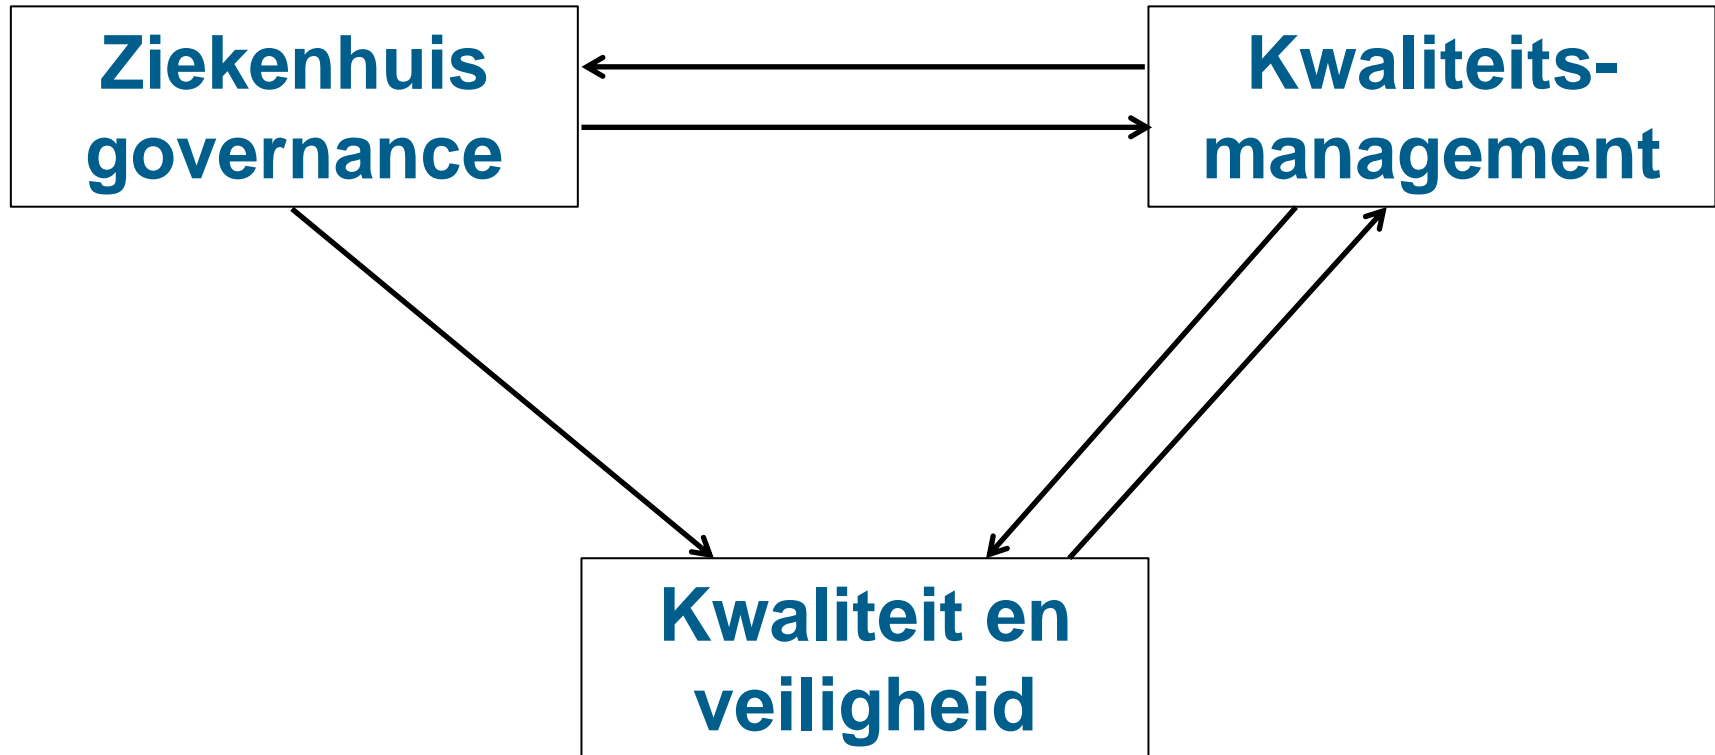 Ziekenhuis
governance
Kwaliteits-
management
Kwaliteit en
veiligheid